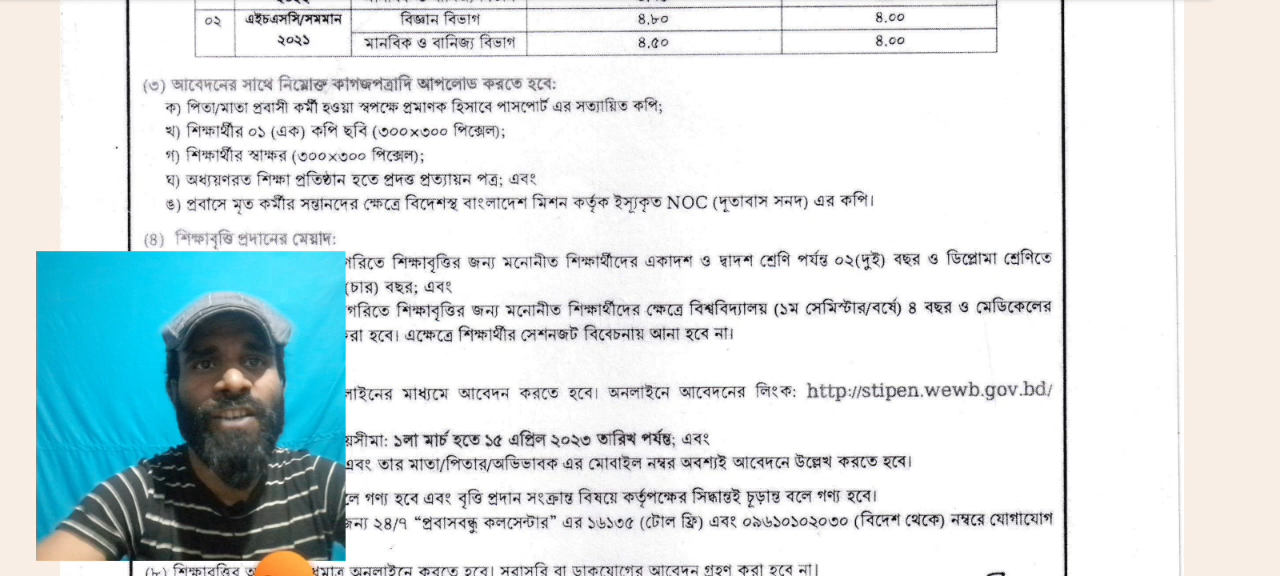 ০২ এইচএসসি/সমমান ২০২১ বিজ্ঞান বিভাগ ৪.৮০ ৪.০০
মানবিক ও বানিজ্য বিভাগ ৪.৫০ ৪.০০
(৩) আবেদনের সাথে নিম্নোক্ত কাগজপত্রাদি আপলোড করতে হবে:
ক) পিতা/মাতা প্রবাসী কর্মী হওয়া স্বপক্ষে প্রমাণক হিসাবে পাসপোর্ট এর সত্যায়িত কপি;
খ) শিক্ষার্থীর ০১ (এক) কপি ছবি (৩০০×৩০০ পিক্সেল);
গ) শিক্ষার্থীর স্বাক্ষর (৩০০×৩০০ পিক্সেল);
ঘ) অধ্যয়ণরত শিক্ষা প্রতিষ্ঠান হতে প্রদত্ত প্রত্যায়ন পত্র; এবং
ঙ) প্রবাসে মৃত কর্মীর সন্তানদের ক্ষেত্রে বিদেশস্থ বাংলাদেশ মিশন কর্তৃক ইস্যুকৃত NOC (দূতাবাস সনদ) এর কপি।
(৪) শিক্ষাবৃত্তি প্রদানের মেয়াদ:
গরিতে শিক্ষাবৃত্তির জন্য মনোনীত শিক্ষার্থীদের একাদশ ও দ্বাদশ শ্রেণি পর্যন্ত ০২(দুই) বছর ও ডিপ্লোমা শ্রেণিতে
(চার) বছর; এবং
গরিতে শিক্ষাবৃত্তির জন্য মনোনীত শিক্ষার্থীদের ক্ষেত্রে বিশ্ববিদ্যালয় (১ম সেমিস্টার/বর্ষে) ৪ বছর ও মেডিকেলের
রা হবে। এক্ষেত্রে শিক্ষার্থীর সেশনজট বিবেচনায় আনা হবে না।
লাইনের মাধ্যমে আবেদন করতে হবে। অনলাইনে আবেদনের লিংক: http://stipen.wewb.gov.bd/
য়সীমা: ১লা মার্চ হতে ১৫ এপ্রিল ২০২৩ তারিখ পর্যন্ত; এবং
এবং তার মাতা/পিতার/অভিভাবক এর মোবাইল নম্বর অবশ্যই আবেদনে উল্লেখ করতে হবে।
লে গণ্য হবে এবং বৃত্তি প্রদান সংক্রান্ত বিষয়ে কর্তৃপক্ষের সিদ্ধান্তই চূড়ান্ত বলে গণ্য হবে।
জন্য ২৪/৭ “প্রবাসবন্ধু কলসেন্টার” এর ১৬১৩৫ (টোল ফ্রি) এবং ০৯৬১০১০২০৩০ (বিদেশ থেকে) নম্বরে যোগাযোগ
(৮) শিক্ষাবৃত্তির ধুমাত্র অনলাইনে করতে হবে। সরাসরি বা ডাকযোগের আবেদন গ্রহণ করা হবে না।